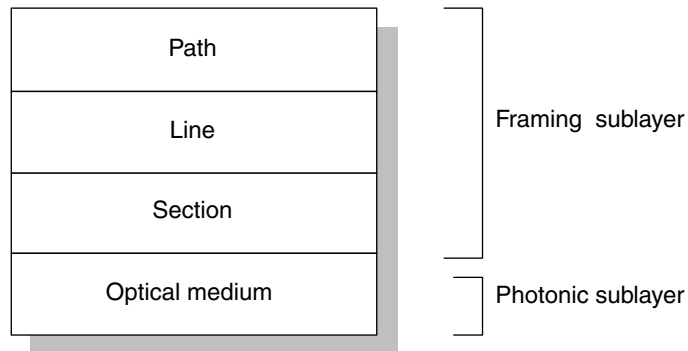 Path
Line
Framing sublayer
Section
Optical medium
Photonic sublayer